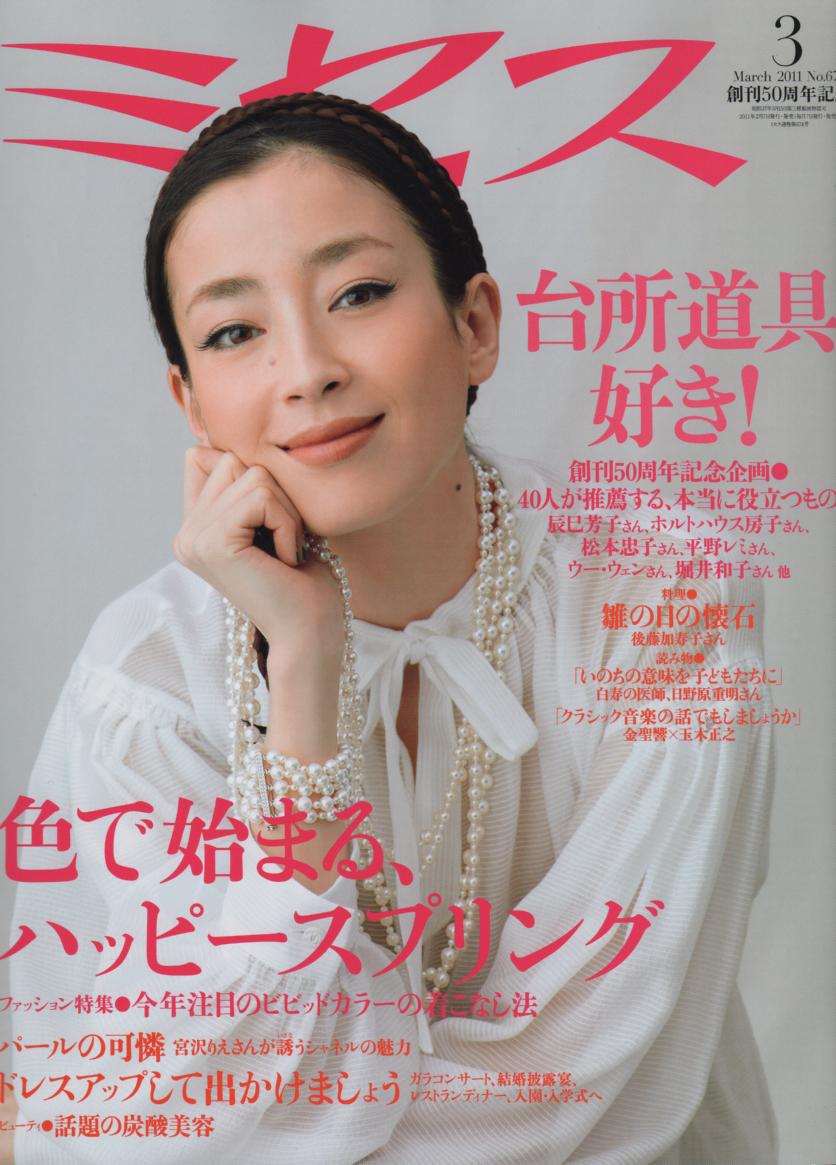 ミセス
3
March 2011 No.67
創刊50周年記
台所道具
好き!
創刊50周年記念企画●
40人が推薦する、本当に役立つもの
辰巳芳子さん、ホルトハウス房子さん、
松本忠子さん、平野レミさん、
ウー・ウェンさん、堀井和子さん 他
料理●
雛の日の懐石
後藤加寿子さん
読み物●
「いのちの意味を子どもたちに」
白寿の医師、日野原重明さん
「クラシック音楽の話でもしましょうか」
金聖響×玉木正之
色で始まる、
ハッピースプリング
ファッション特集●今年注目のビビッドカラーの着こなし法
パールの可憐 宮沢りえさんが誘うシャネルの魅力
ドレスアップして出かけましょう ガラコンサート、結婚披露宴、
レストランディナー、入園・入学式へ
ビューティ●話題の炭酸美容